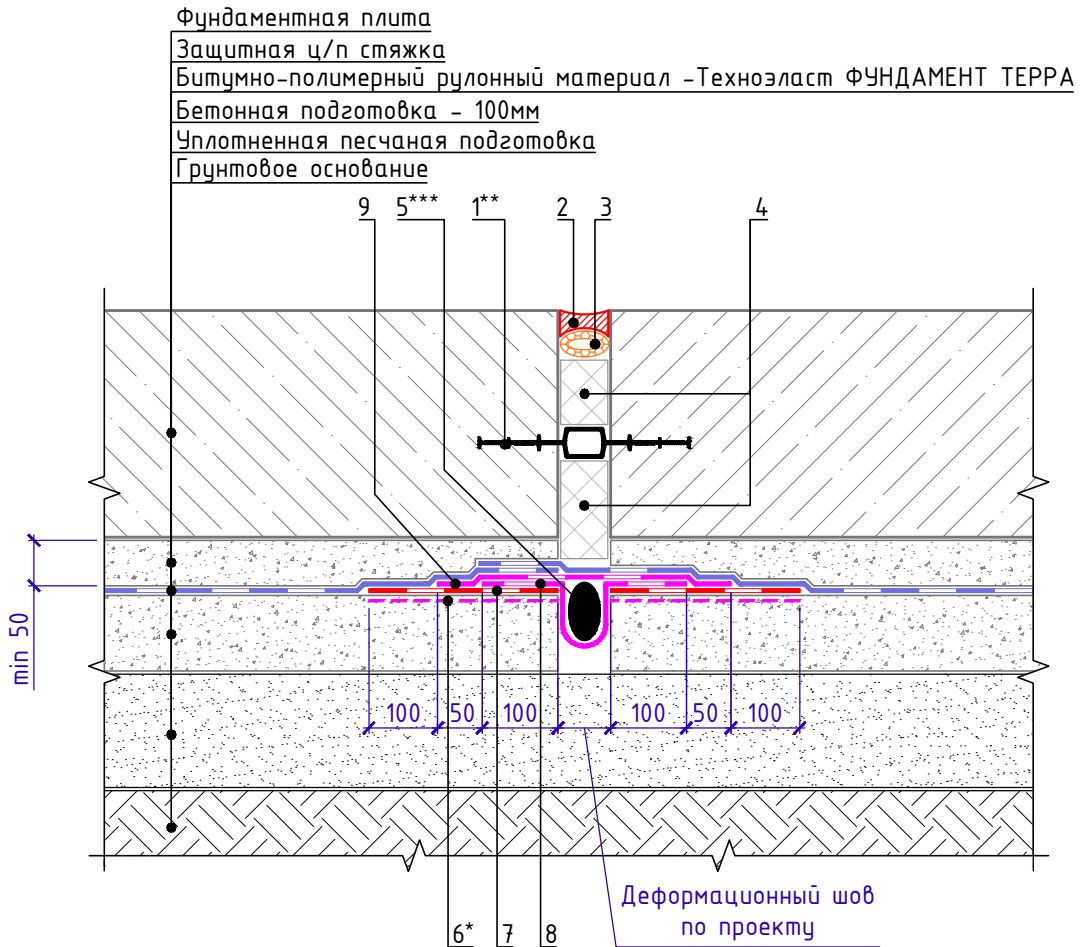 Фундаментная плита
Защитная ц/п стяжка
Битумно-полимерный рулонный материал -Техноэласт ФУНДАМЕНТ ТЕРРА
Бетонная подготовка - 100мм
Уплотненная песчаная подготовка
Грунтовое основание
9 5*** 1** 2 3 4
min 50
100 50 100 100 50 100
Деформационный шов
по проекту
6* 7 8